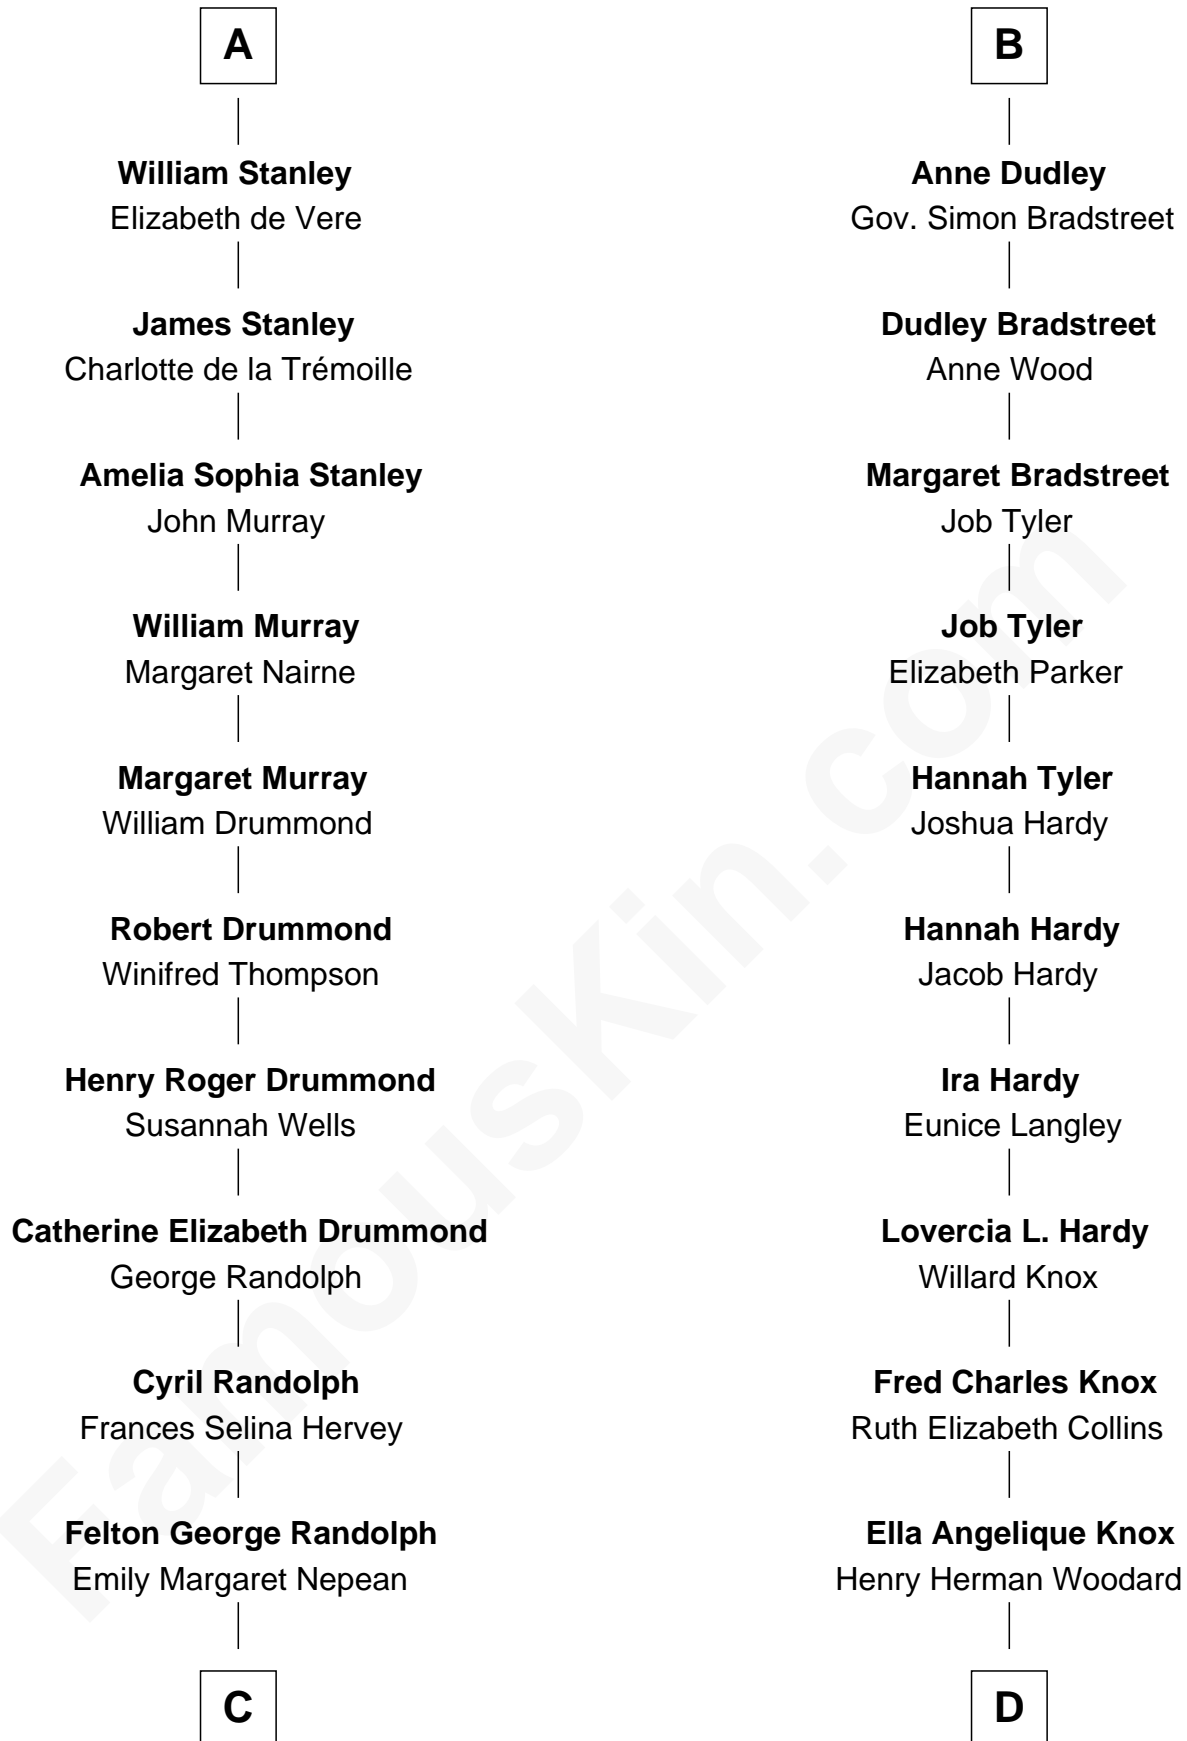 A
William Stanley
Elizabeth de Vere
James Stanley
Charlotte de la Trémoille
Amelia Sophia Stanley
John Murray
William Murray
Margaret Nairne
Margaret Murray
William Drummond
Robert Drummond
Winifred Thompson
Henry Roger Drummond
Susannah Wells
Catherine Elizabeth Drummond
George Randolph
Cyril Randolph
Frances Selina Hervey
Felton George Randolph
Emily Margaret Nepean
C
B
Anne Dudley
Gov. Simon Bradstreet
Dudley Bradstreet
Anne Wood
Margaret Bradstreet
Job Tyler
Job Tyler
Elizabeth Parker
Hannah Tyler
Joshua Hardy
Hannah Hardy
Jacob Hardy
Ira Hardy
Eunice Langley
Lovercia L. Hardy
Willard Knox
Fred Charles Knox
Ruth Elizabeth Collins
Ella Angelique Knox
Henry Herman Woodard
D
FamousKin.com